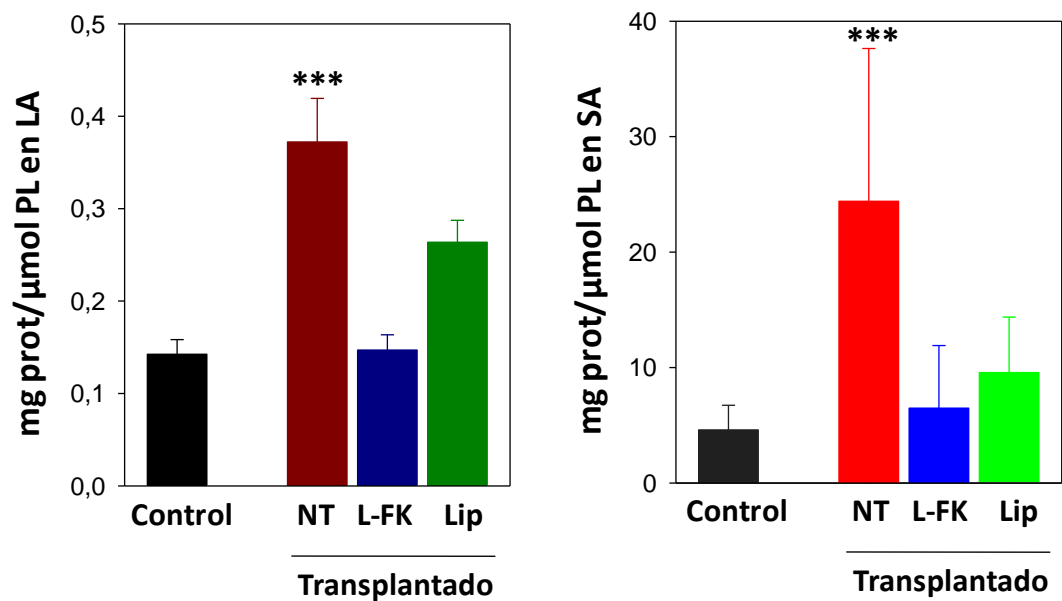 mg prot/µmol PL en LA
0,5
0,4
0,3
0,2
0,1
0,0
***
Control
NT
L-FK
Lip
Transplantado
mg prot/µmol PL en SA
40
30
20
10
0
***
Control
NT
L-FK
Lip
Transplantado